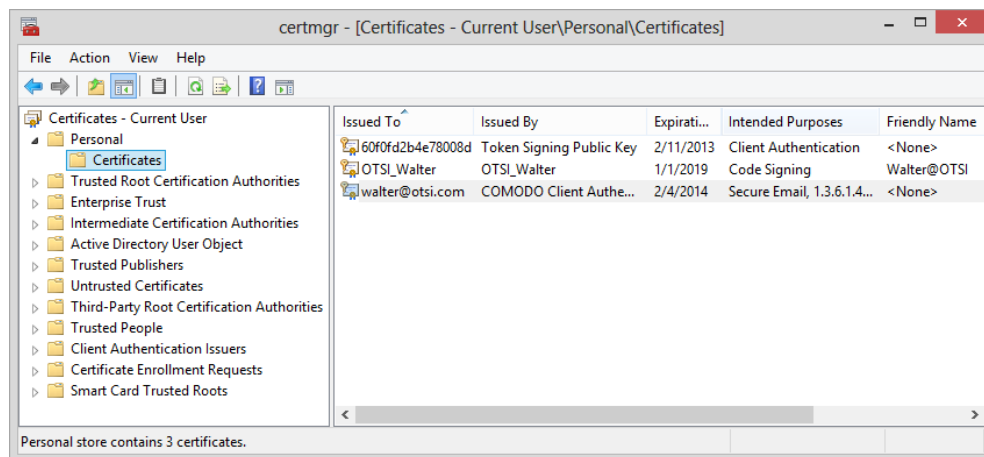 certmgr - [Certificates - Current User\Personal\Certificates]
File Action View Help
Certificates - Current User
Personal
Certificates
Trusted Root Certification Authorities
Enterprise Trust
Intermediate Certification Authorities
Active Directory User Object
Trusted Publishers
Untrusted Certificates
Third-Party Root Certification Authorities
Trusted People
Client Authentication Issuers
Certificate Enrollment Requests
Smart Card Trusted Roots
Issued To Issued By Expirati... Intended Purposes Friendly Name
60f0fd2b4e78008d Token Signing Public Key 2/11/2013 Client Authentication <None>
OTSI_Walter OTSI_Walter 1/1/2019 Code Signing Walter@OTSI
walter@otsi.com COMODO Client Authe... 2/4/2014 Secure Email, 1.3.6.1.4... <None>
Personal store contains 3 certificates.